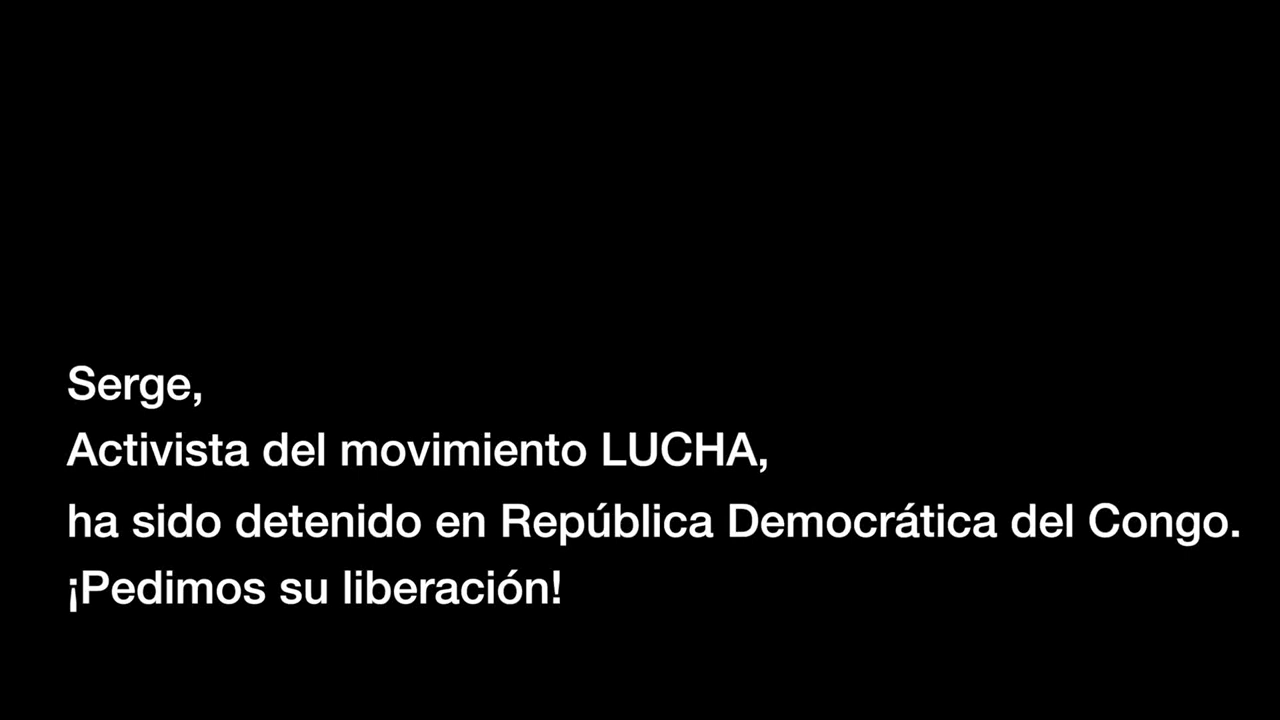 Serge,
Activista del movimiento LUCHA,
ha sido detenido en República Democrática del Congo.
¡Pedimos su liberación!